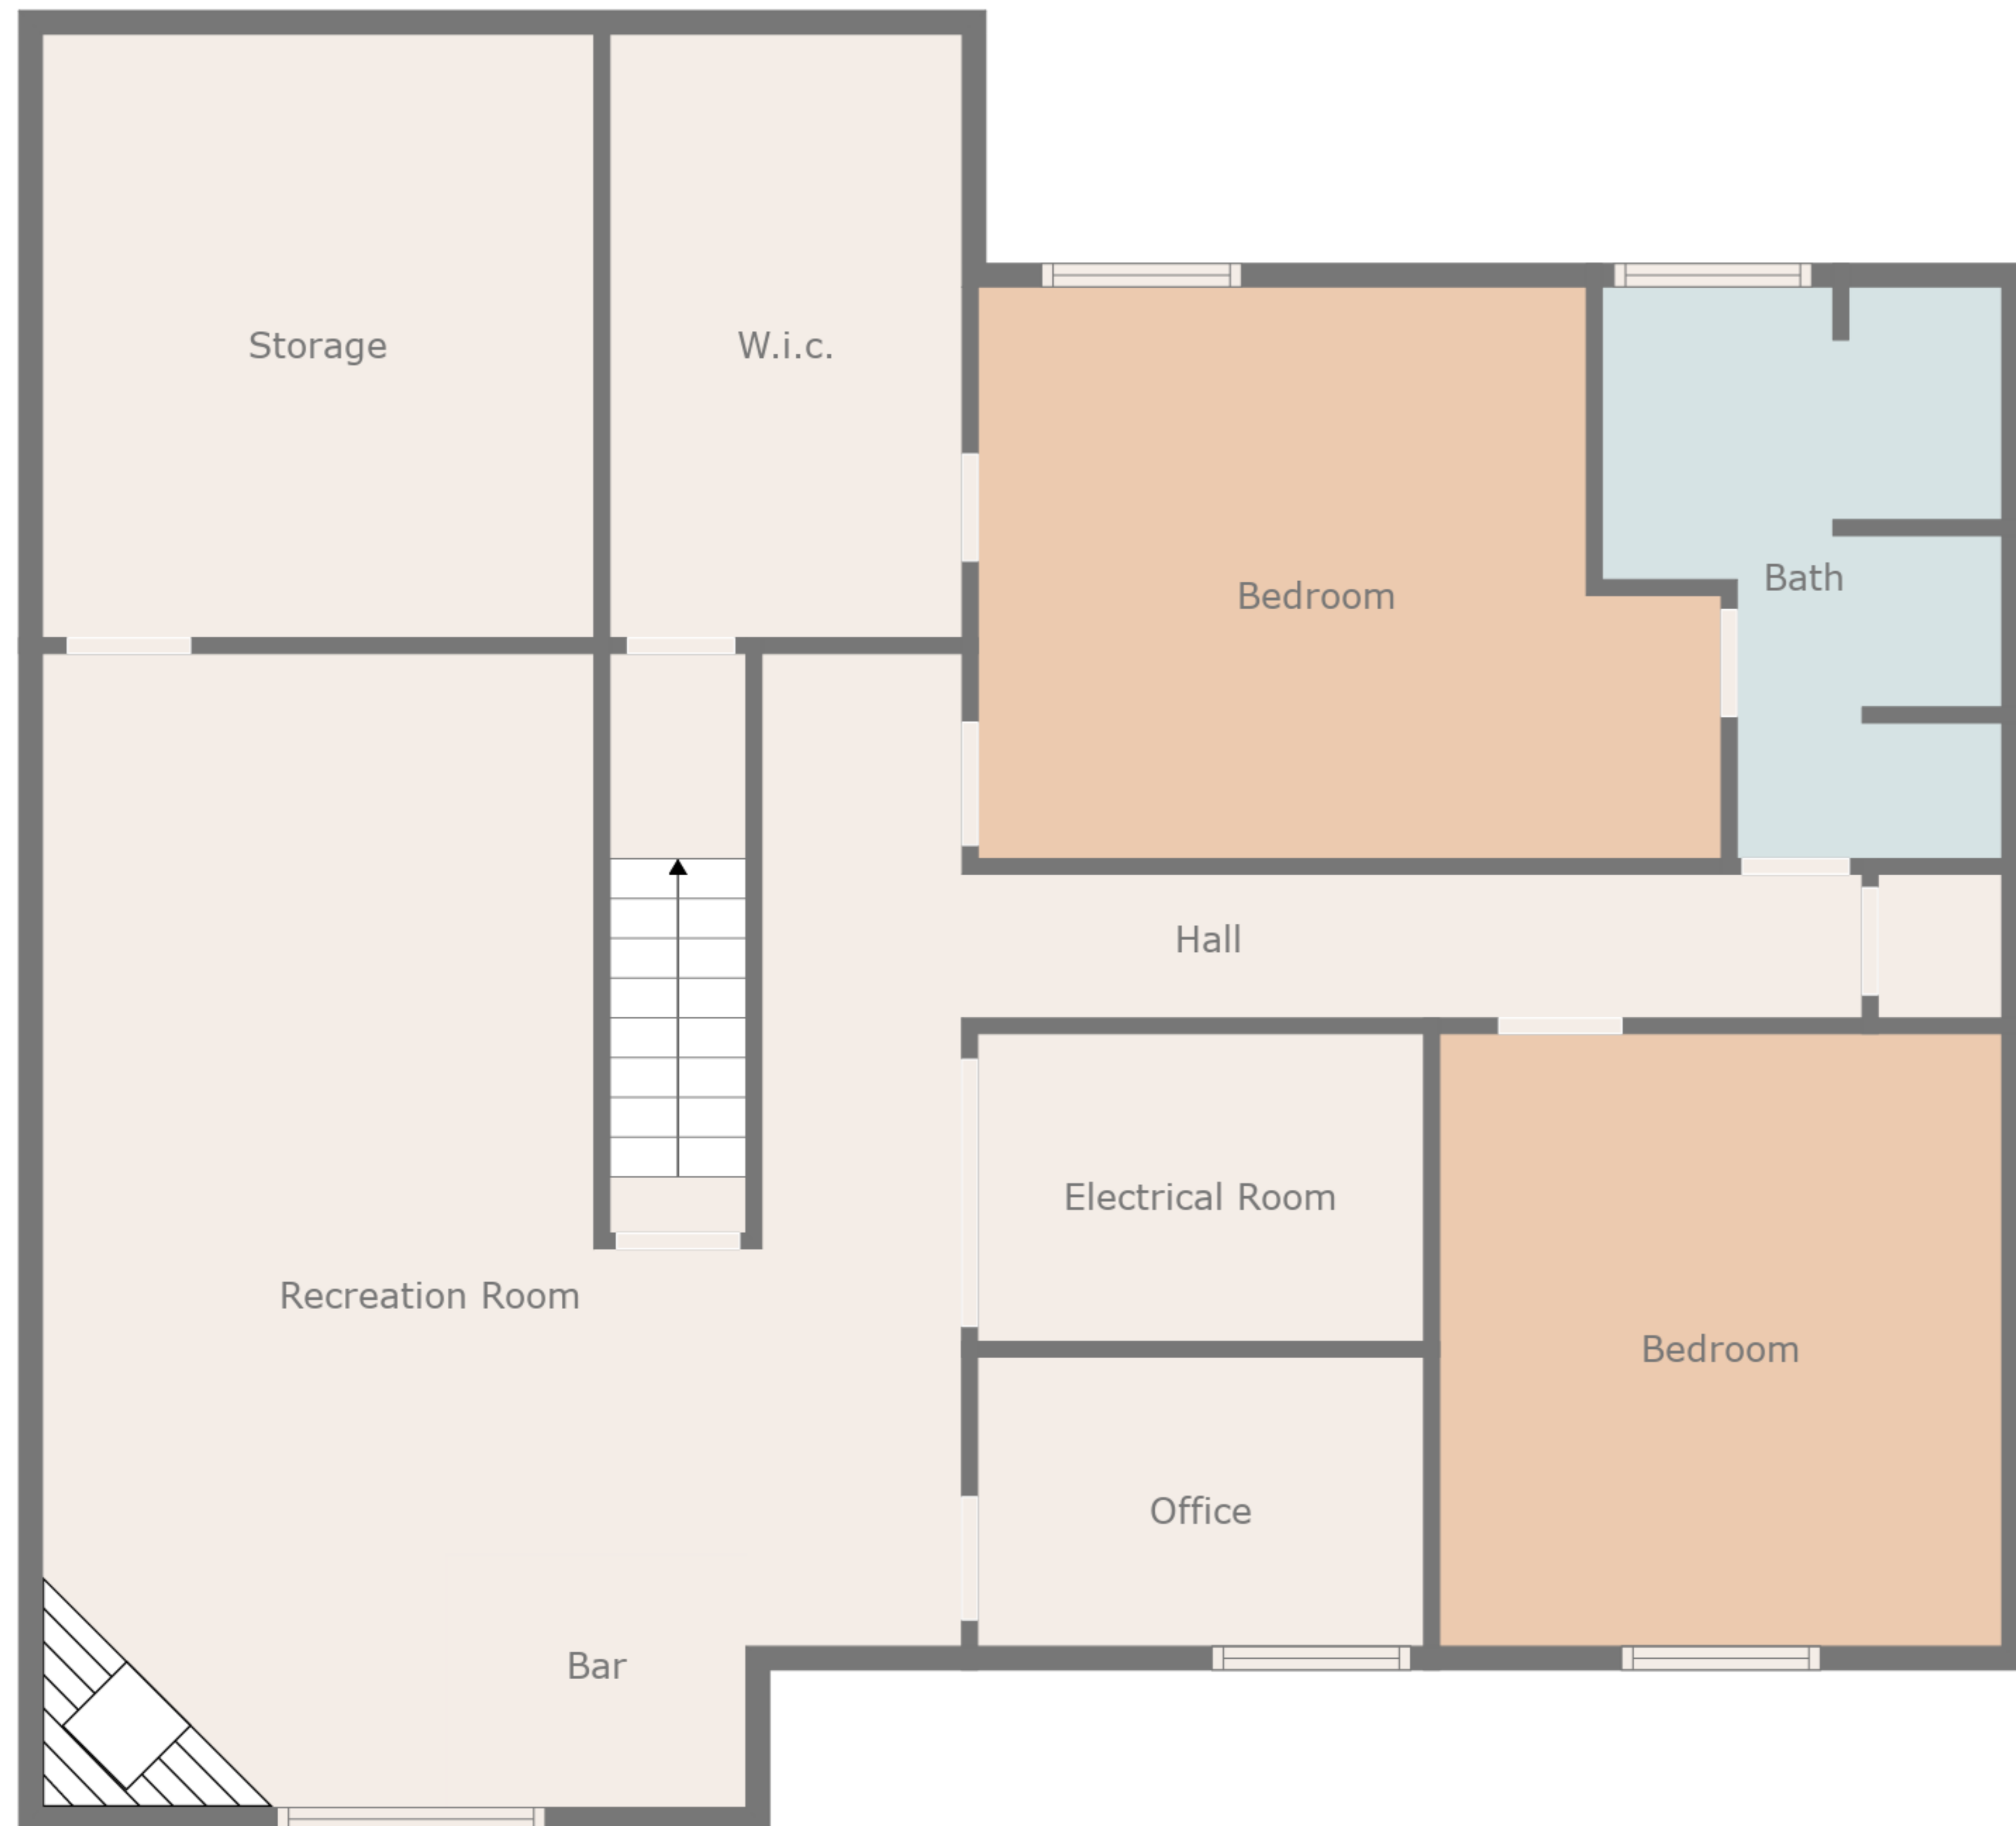 Storage
W.i.c.
Bedroom
Bath
Hall
Electrical Room
Recreation Room
Bedroom
Office
Bar